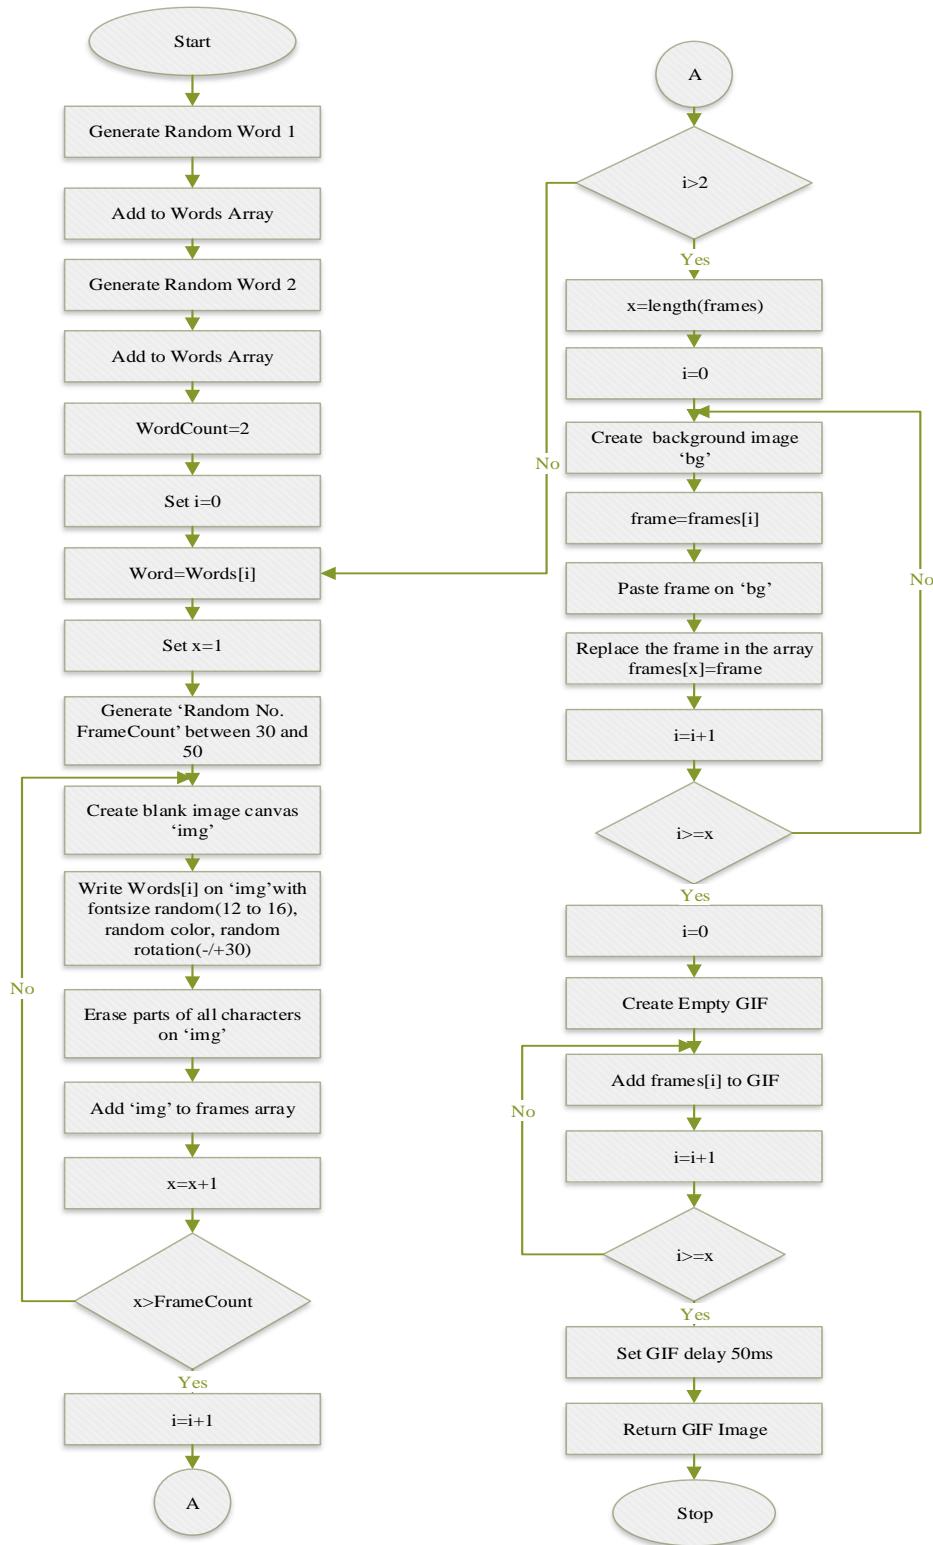 Start
Generate Random Word 1
Add to Words Array
Generate Random Word 2
Add to Words Array
WordCount=2
Set i=0
Word=Words[i]
Set x=1
Generate ‘Random No.
FrameCount’ between 30 and
50
Create blank image canvas
‘img’
Write Words[i] on ‘img’with
fontsize random(12 to 16),
random color, random
rotation(-/+30)
Erase parts of all characters
on ‘img’
Add ‘img’ to frames array
x=x+1
x>FrameCount
No
Yes
i=i+1
A
A
i>2
No
Yes
x=length(frames)
i=0
Create  background image
‘bg’
frame=frames[i]
Paste frame on ‘bg’
Replace the frame in the array
frames[x]=frame
i=i+1
i>=x
No
Yes
i=0
Create Empty GIF
Add frames[i] to GIF
i=i+1
i>=x
No
Yes
Set GIF delay 50ms
Return GIF Image
Stop